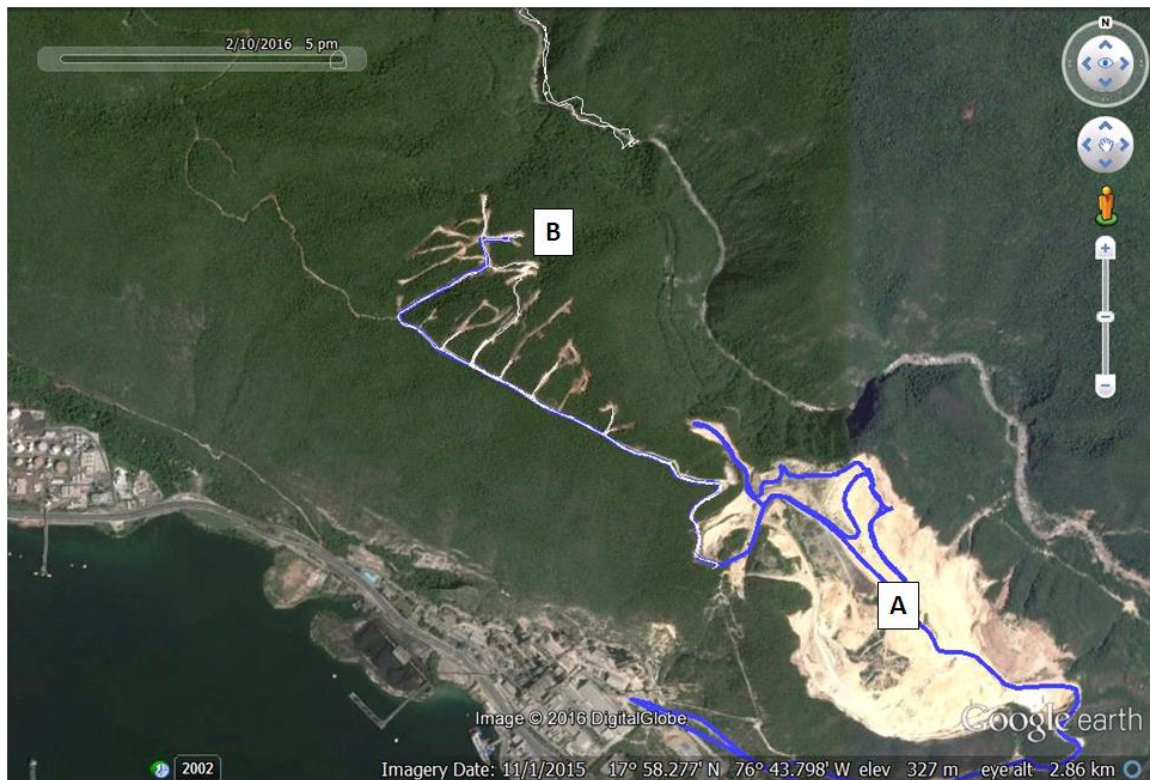 2/10/2016 5 pm
N
B
A
Image © 2016 DigitalGlobe
Google earth
2002
Imagery Date: 11/1/2015 17° 58.277' N 76° 43.798' W elev 327 m eye alt 2.86 km